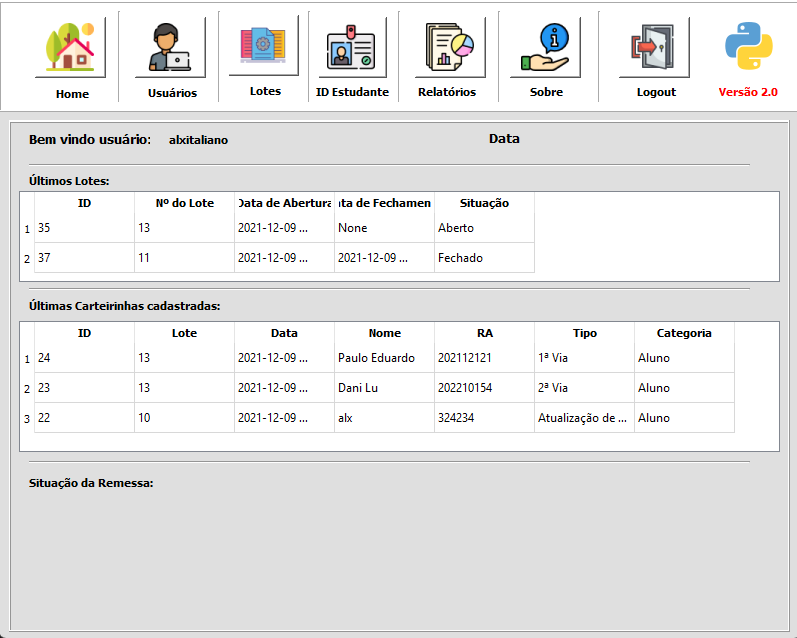 Home Usuários Lotes ID Estudante Relatórios Sobre Logout Versão 2.0
Bem vindo usuário: alxitaliano Data
Últimos Lotes:
ID Nº do Lote Data de Abertura ta de Fechamen Situação
1 35 13 2021-12-09 ... None Aberto
2 37 11 2021-12-09 ... 2021-12-09 ... Fechado
Últimas Carteirinhas cadastradas:
ID Lote Data Nome RA Tipo Categoria
1 24 13 2021-12-09 ... Paulo Eduardo 202112121 1ª Via Aluno
2 23 13 2021-12-09 ... Dani Lu 202210154 2ª Via Aluno
3 22 10 2021-12-09 ... alx 324234 Atualização de ... Aluno
Situação da Remessa: